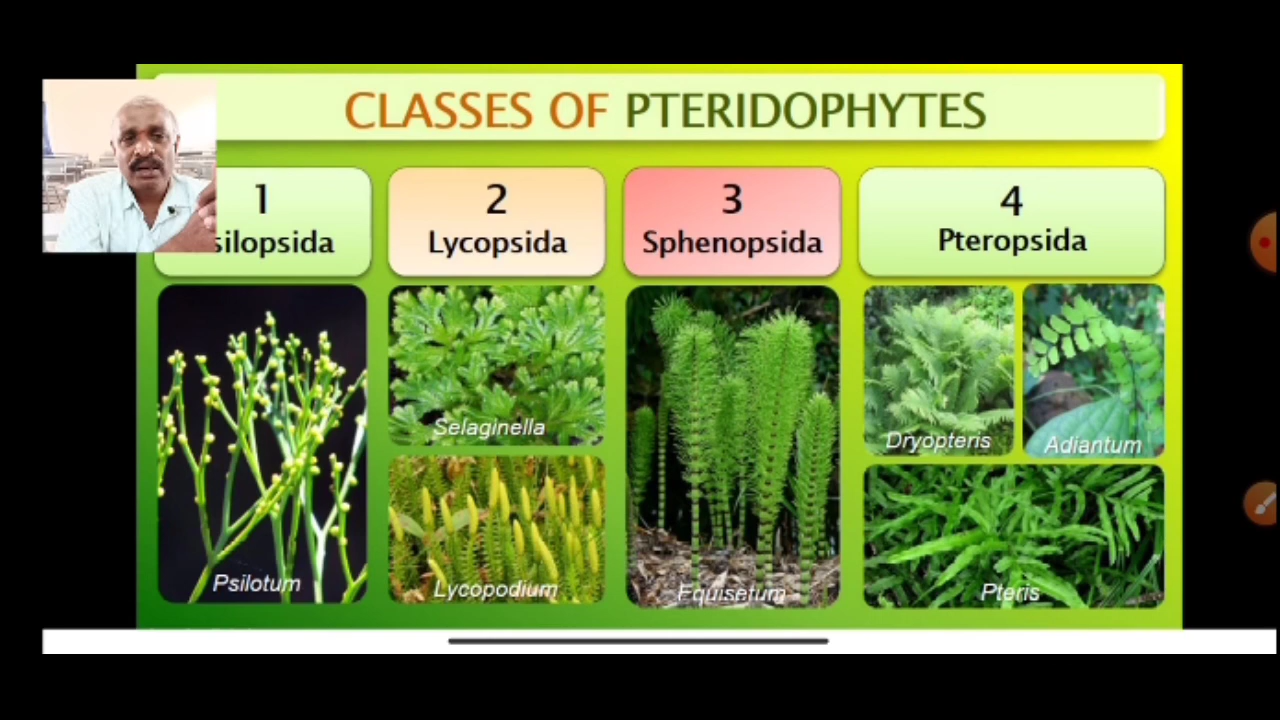 CLASSES OF PTERIDOPHYTES
1
silopsida
2
Lycopsida
3
Sphenopsida
4
Pteropsida
Psilotum
Selaginella
Lycopodium
Equisetum
Dryopteris
Adiantum
Pteris